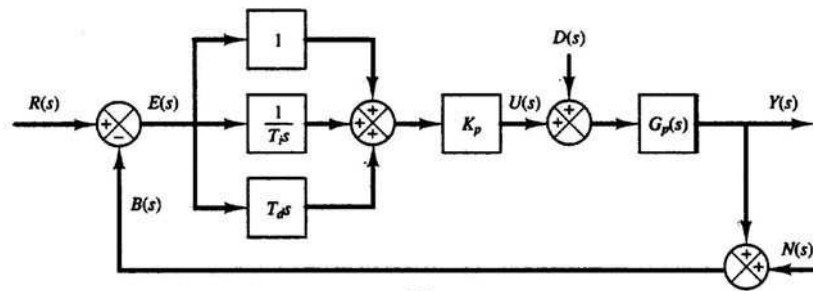 1
D(s)
R(s)
E(s)
+
−
1
T_i s
+
+
+
K_p
U(s)
+
+
G_p(s)
Y(s)
B(s)
T_d s
+
+
N(s)